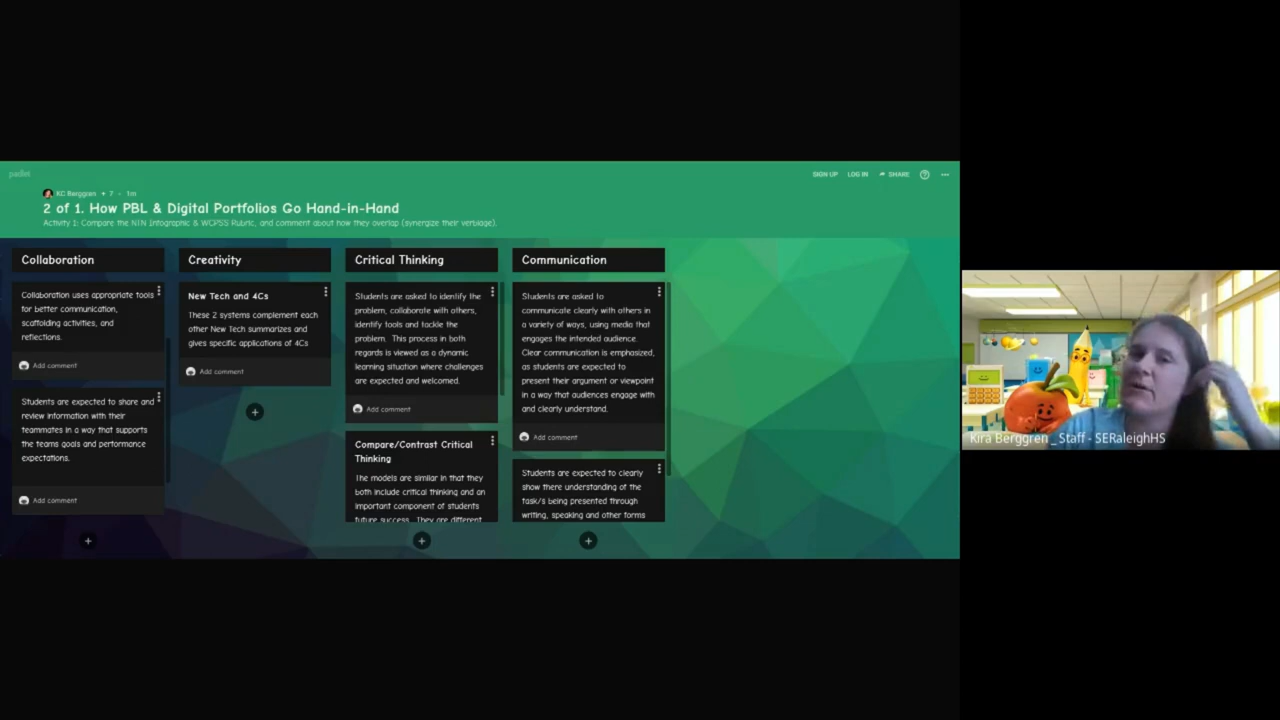 padlet
SIGN UP LOG IN SHARE
KC Berggren + 7 • 1m
2 of 1. How PBL & Digital Portfolios Go Hand-in-Hand
Activity 1: Compare the NTN Infographic & WCPSS Rubric, and comment about how they overlap (synergize their verbiage).
Collaboration
Collaboration uses appropriate tools
for better communication,
scaffolding activities, and
reflections.
Add comment
Students are expected to share and
review information with their
teammates in a way that supports
the teams goals and performance
expectations.
Add comment
Creativity
New Tech and 4Cs
These 2 systems complement each
other New Tech summarizes and
gives specific applications of 4Cs
Add comment
Critical Thinking
Students are asked to identify the
problem, collaborate with others,
identify tools and tackle the
problem. This process in both
regards is viewed as a dynamic
learning situation where challenges
are expected and welcomed.
Add comment
Compare/Contrast Critical
Thinking
The models are similar in that they
both include critical thinking and an
important component of students
future success. They are different
Communication
Students are asked to
communicate clearly with others in
a variety of ways, using media that
engages the intended audience.
Clear communication is emphasized,
as students are expected to
present their argument or viewpoint
in a way that audiences engage with
and clearly understand.
Add comment
Students are expected to clearly
show there understanding of the
task/s being presented through
writing, speaking and other forms
Kira Berggren _ Staff - SERaleighHS